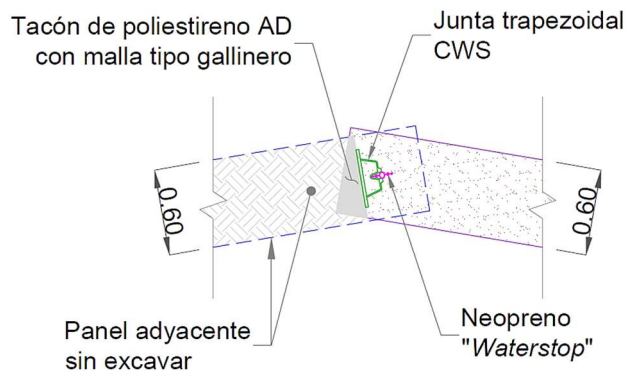 Tacón de poliestireno AD
con malla tipo gallinero
Junta trapezoidal
CWS
0.60
0.60
Panel adyacente
sin excavar
Neopreno
"Waterstop"